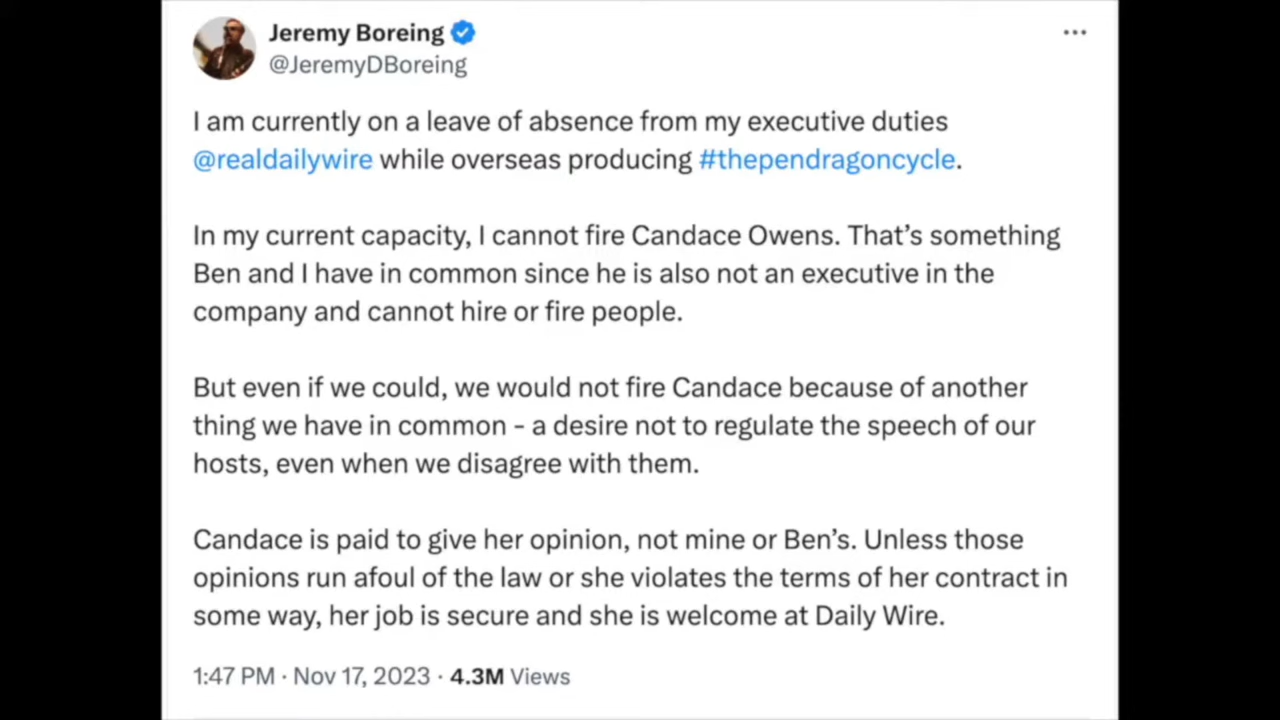 Jeremy Boreing
@JeremyDBoreing
I am currently on a leave of absence from my executive duties
@realdailywire while overseas producing #thependragoncycle.
In my current capacity, I cannot fire Candace Owens. That’s something
Ben and I have in common since he is also not an executive in the
company and cannot hire or fire people.
But even if we could, we would not fire Candace because of another
thing we have in common - a desire not to regulate the speech of our
hosts, even when we disagree with them.
Candace is paid to give her opinion, not mine or Ben’s. Unless those
opinions run afoul of the law or she violates the terms of her contract in
some way, her job is secure and she is welcome at Daily Wire.
1:47 PM · Nov 17, 2023 · 4.3M Views